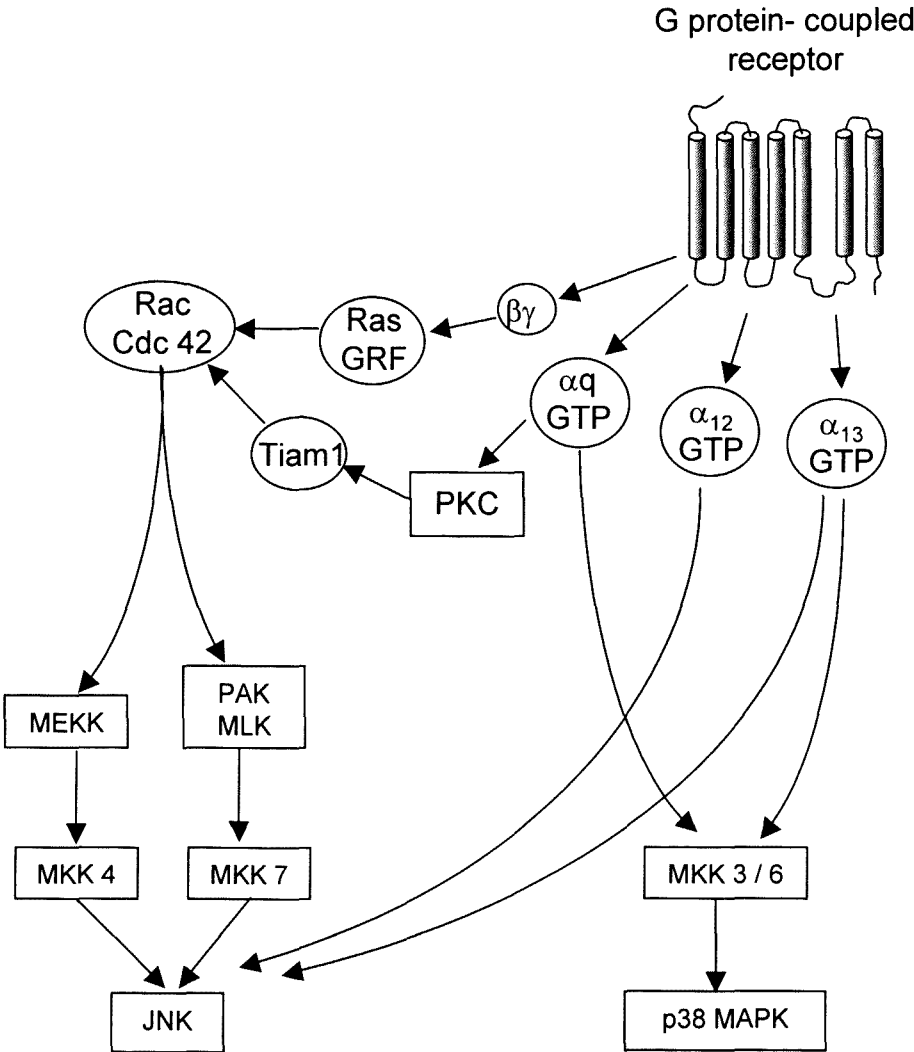 G protein- coupled
receptor
Rac
Cdc 42
Ras
GRF
βγ
αq
GTP
α₁₂
GTP
α₁₃
GTP
Tiam1
PKC
MEKK
PAK
MLK
MKK 4
MKK 7
MKK 3 / 6
JNK
p38 MAPK